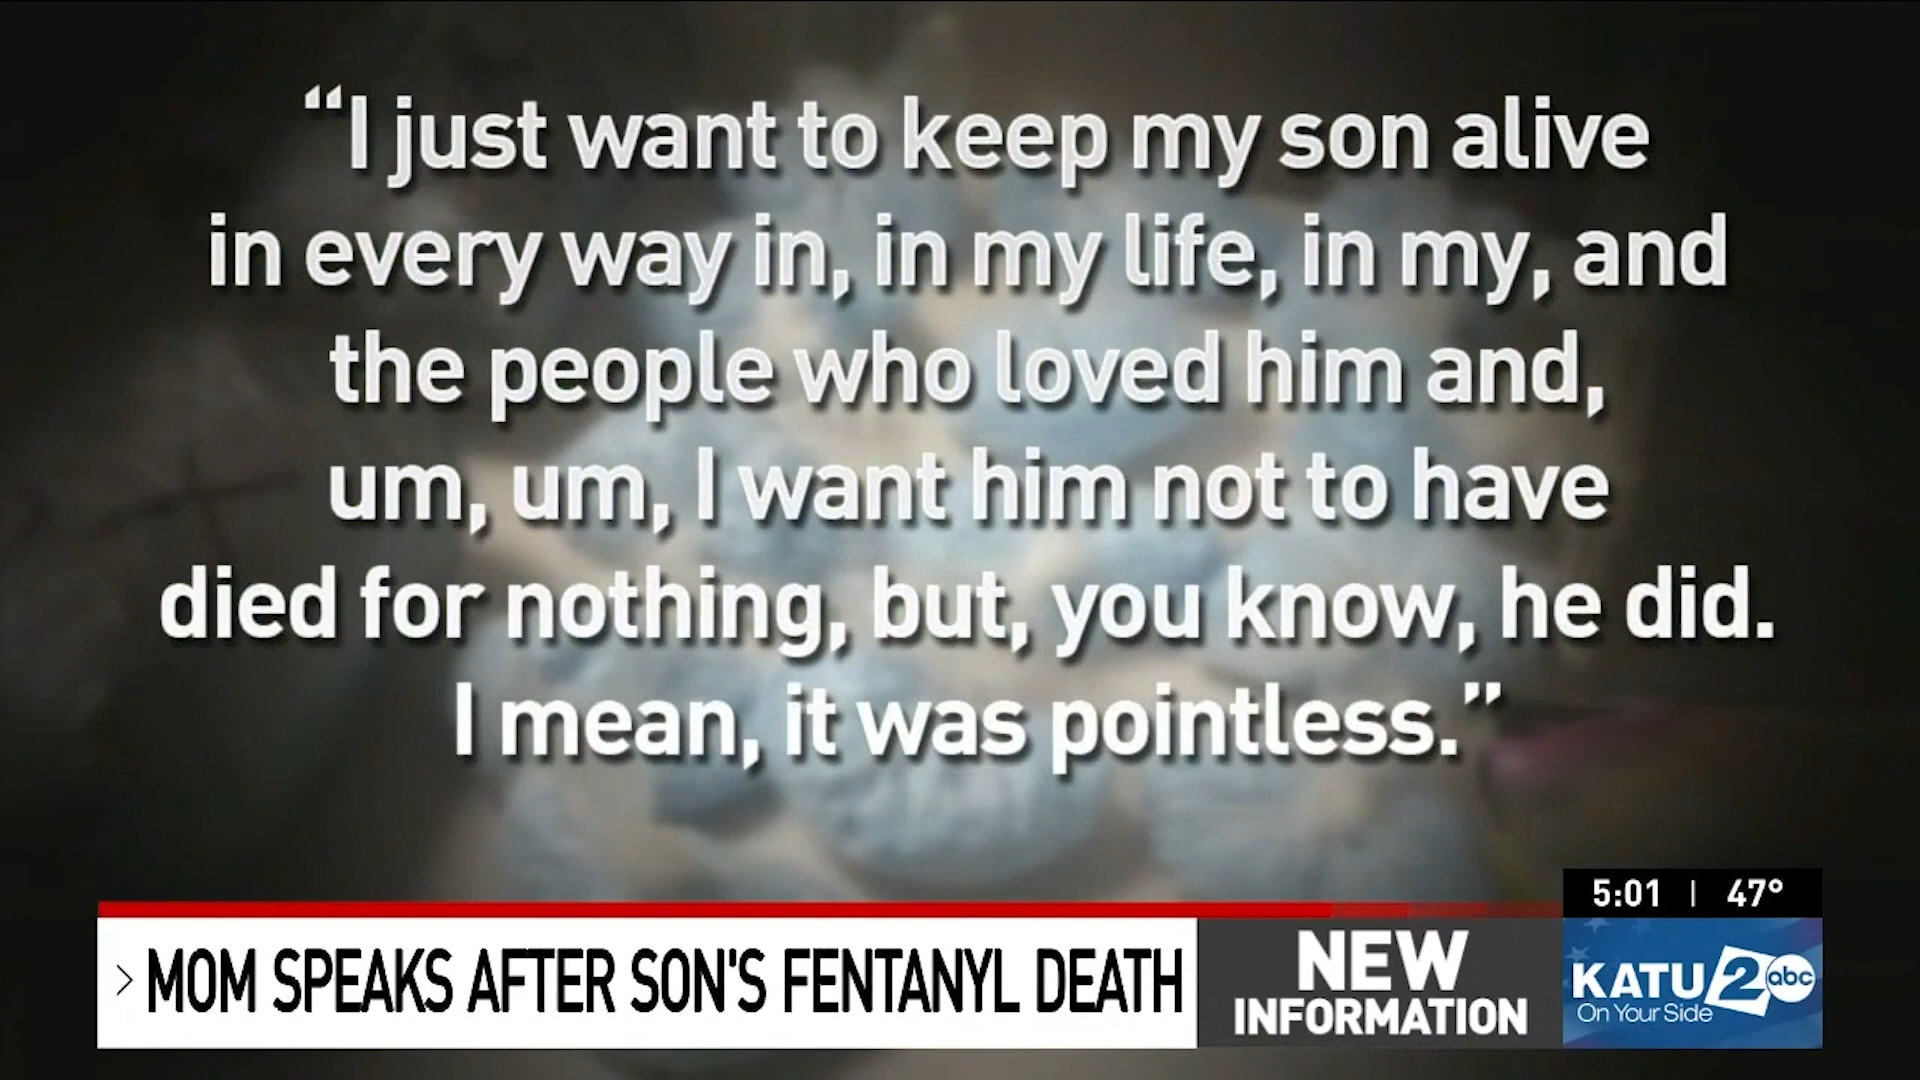 “I just want to keep my son alive
in every way in, in my life, in my, and
the people who loved him and,
um, um, I want him not to have
died for nothing, but, you know, he did.
I mean, it was pointless.”
5:01 | 47°
> MOM SPEAKS AFTER SON'S FENTANYL DEATH
NEW
INFORMATION
KATU 2 abc
On Your Side